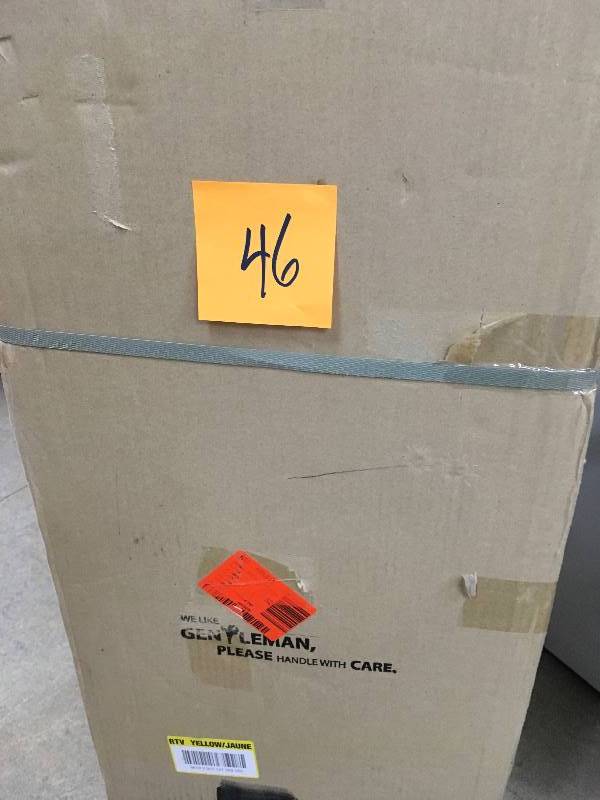 46
WE LIKE
GENTLEMAN,
PLEASE HANDLE WITH CARE.
RTV YELLOW/JAUNE